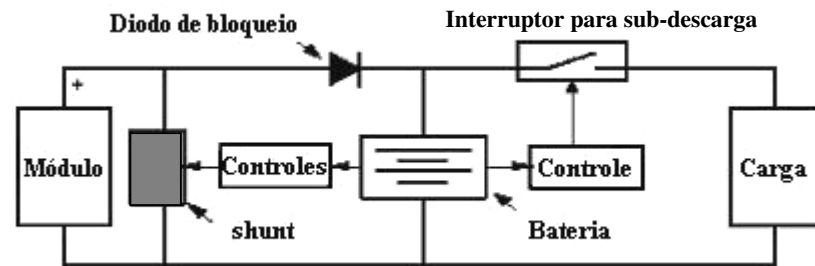 Diodo de bloqueio
Interruptor para sub-descarga
+
Módulo
Controles
Controle
Carga
shunt
Bateria